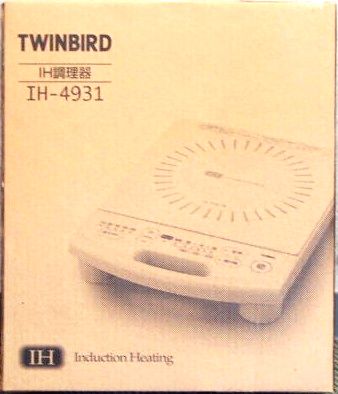 TWINBIRD
IH調理器
IH-4931
IH Induction Heating